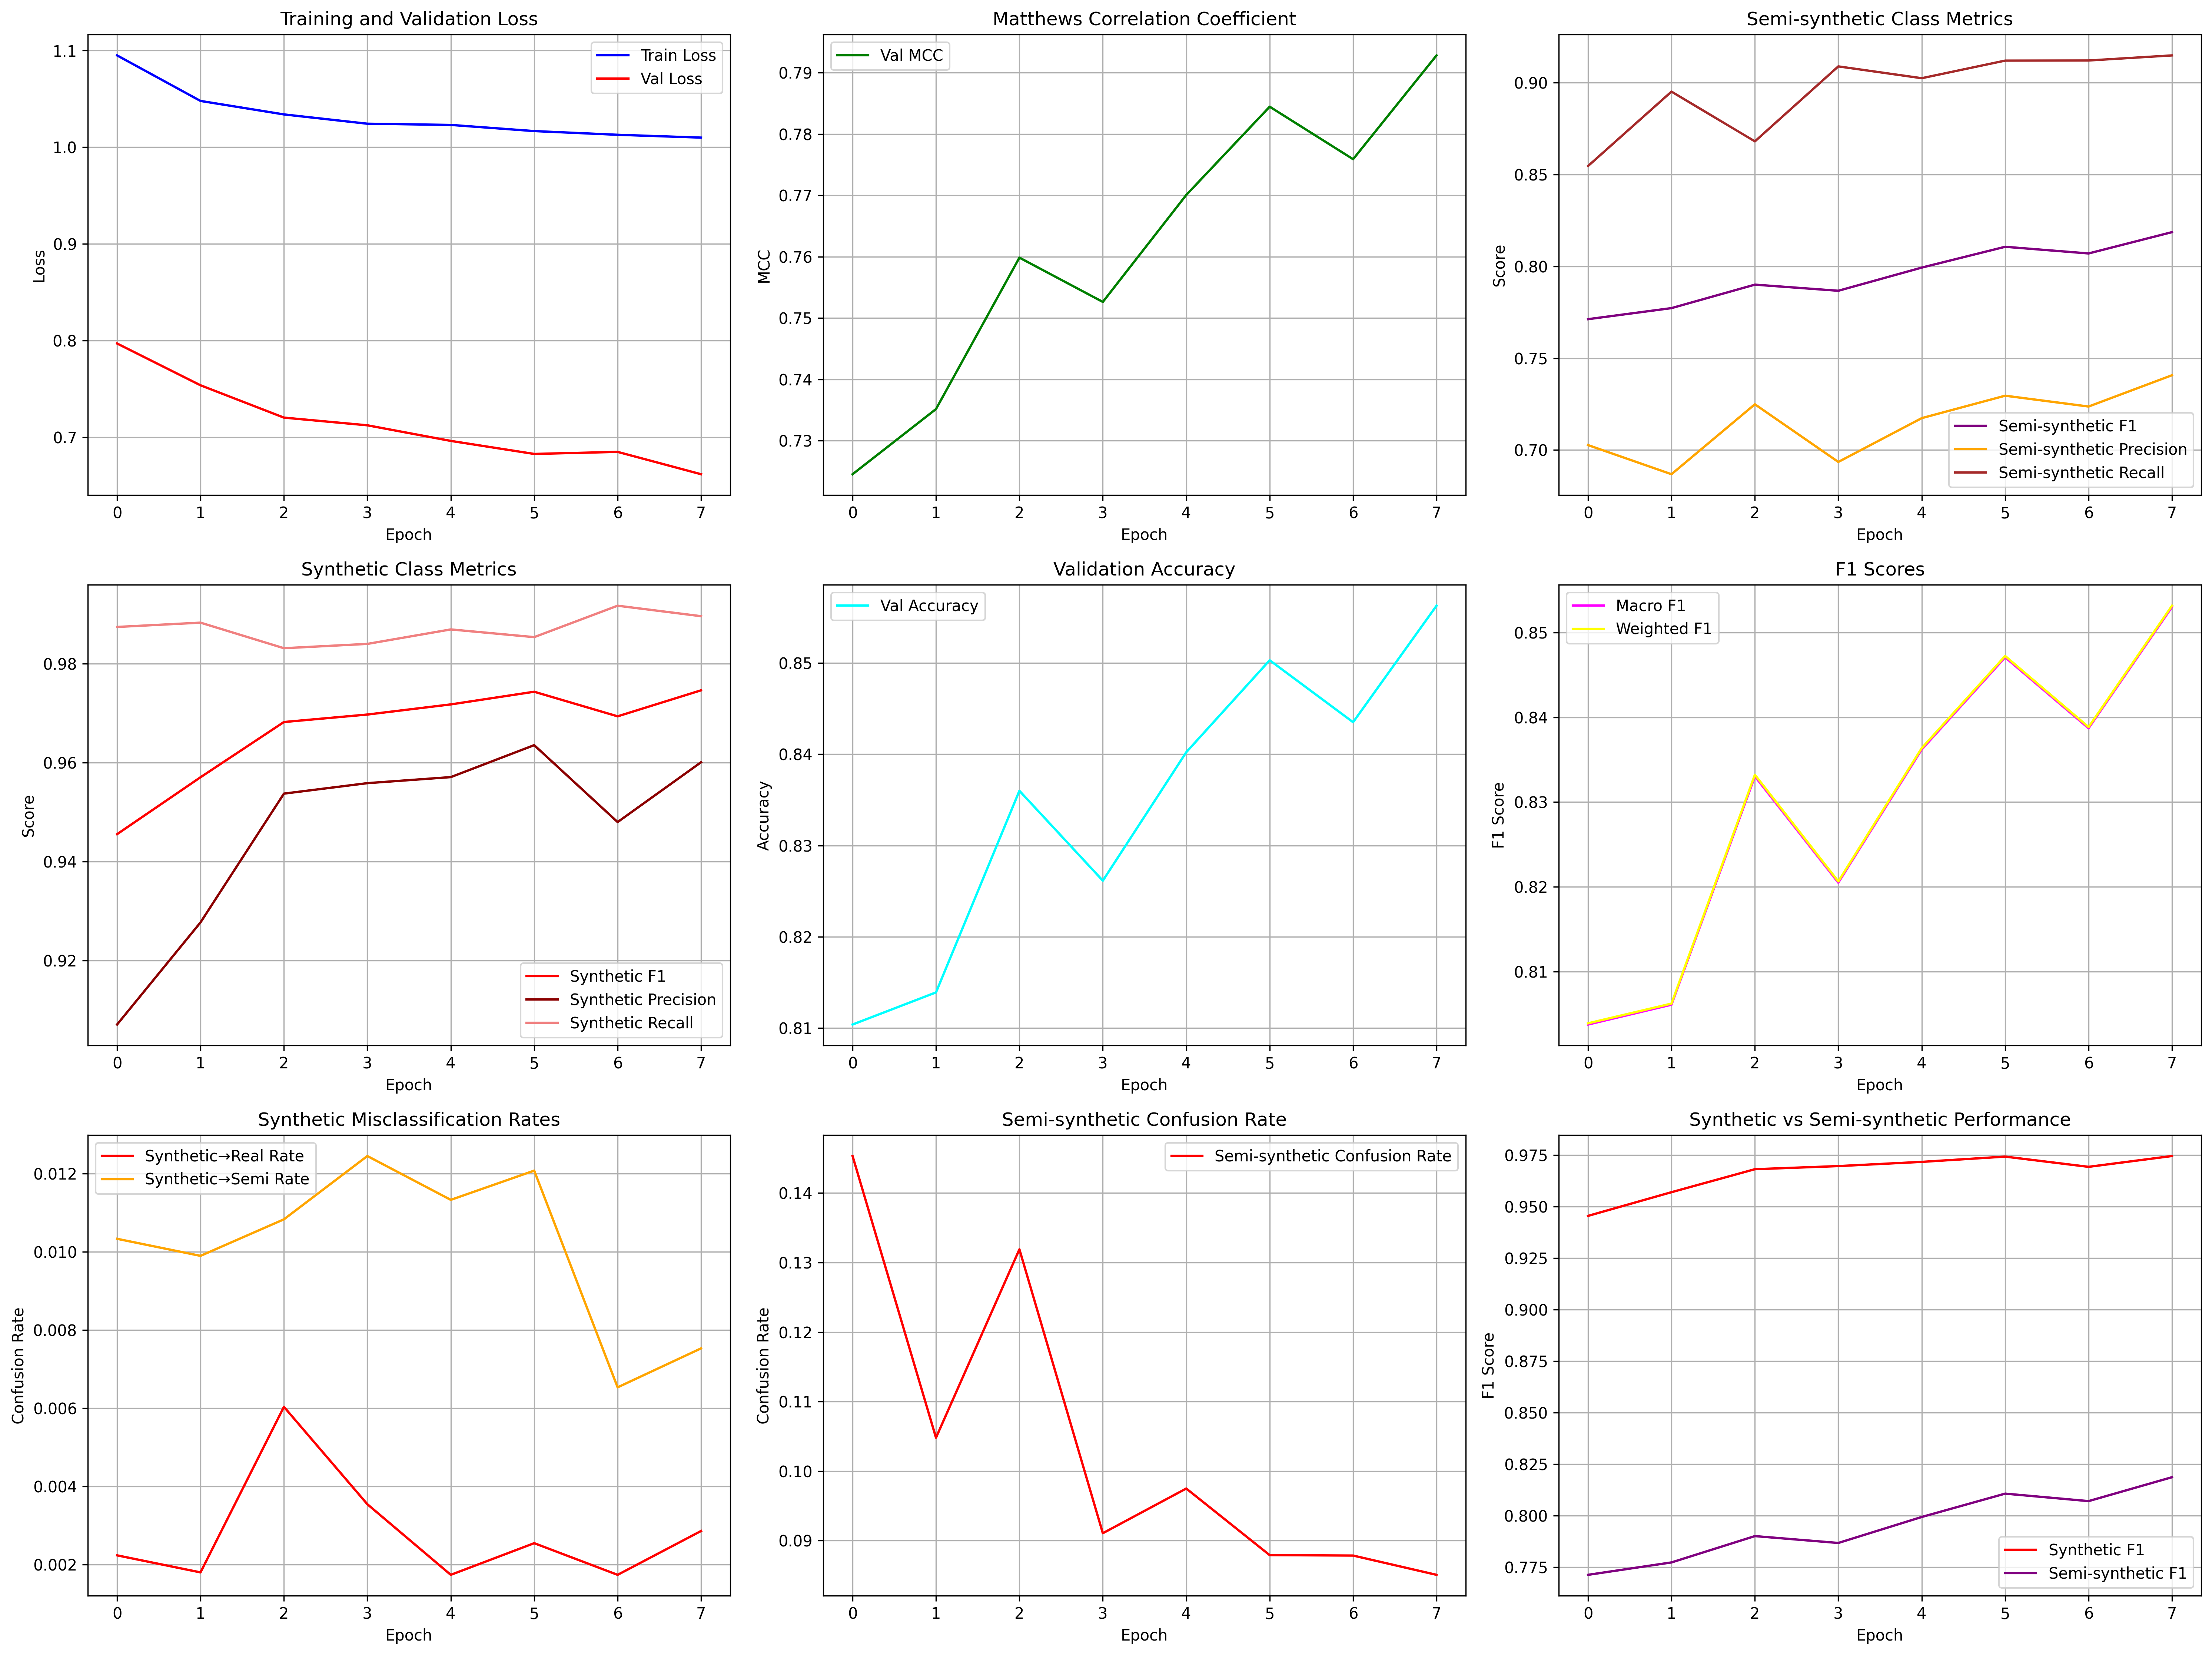 Training and Validation Loss
1.1
1.0
0.9
0.8
0.7
Loss
Train Loss
Val Loss
0 1 2 3 4 5 6 7
Epoch
Matthews Correlation Coefficient
0.79
0.78
0.77
0.76
0.75
0.74
0.73
MCC
Val MCC
0 1 2 3 4 5 6 7
Epoch
Semi-synthetic Class Metrics
0.90
0.85
0.80
0.75
0.70
Score
Semi-synthetic F1
Semi-synthetic Precision
Semi-synthetic Recall
0 1 2 3 4 5 6 7
Epoch
Synthetic Class Metrics
0.98
0.96
0.94
0.92
Score
Synthetic F1
Synthetic Precision
Synthetic Recall
0 1 2 3 4 5 6 7
Epoch
Validation Accuracy
0.85
0.84
0.83
0.82
0.81
Accuracy
Val Accuracy
0 1 2 3 4 5 6 7
Epoch
F1 Scores
0.85
0.84
0.83
0.82
0.81
F1 Score
Macro F1
Weighted F1
0 1 2 3 4 5 6 7
Epoch
Synthetic Misclassification Rates
0.012
0.010
0.008
0.006
0.004
0.002
Confusion Rate
Synthetic→Real Rate
Synthetic→Semi Rate
0 1 2 3 4 5 6 7
Epoch
Semi-synthetic Confusion Rate
0.14
0.13
0.12
0.11
0.10
0.09
Confusion Rate
Semi-synthetic Confusion Rate
0 1 2 3 4 5 6 7
Epoch
Synthetic vs Semi-synthetic Performance
0.975
0.950
0.925
0.900
0.875
0.850
0.825
0.800
0.775
F1 Score
Synthetic F1
Semi-synthetic F1
0 1 2 3 4 5 6 7
Epoch